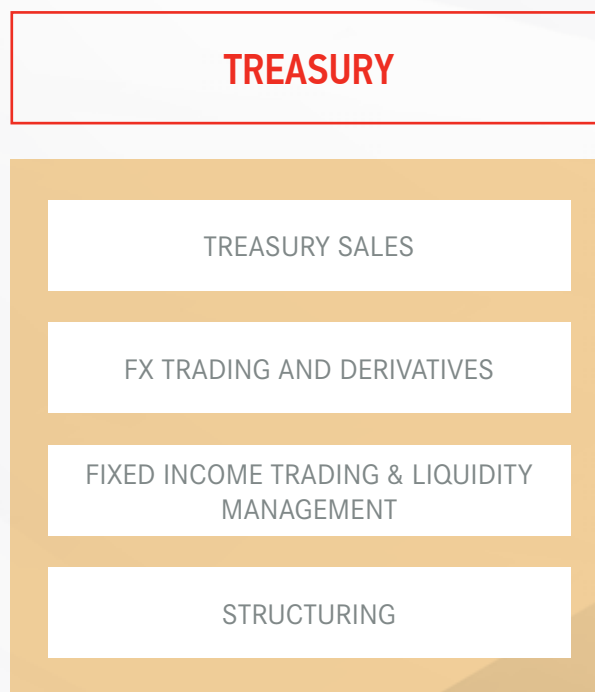 TREASURY
TREASURY SALES
FX TRADING AND DERIVATIVES
FIXED INCOME TRADING & LIQUIDITY
MANAGEMENT
STRUCTURING